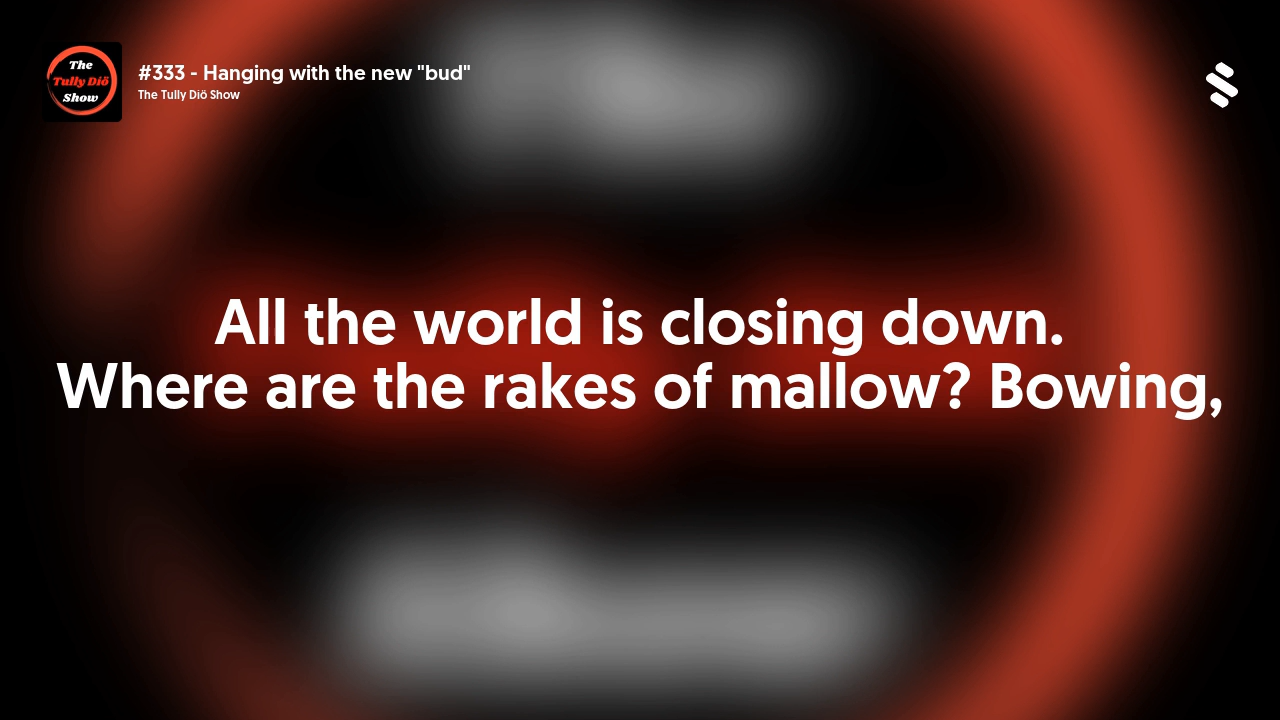 The
Tully Diö
Show
#333 - Hanging with the new "bud"
The Tully Diö Show
All the world is closing down.
Where are the rakes of mallow? Bowing,